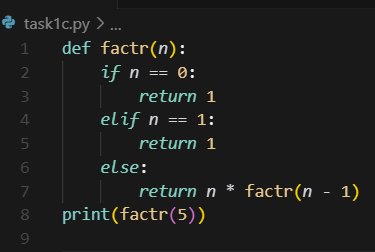 task1c.py > ...
1 def factr(n):
2     if n == 0:
3         return 1
4     elif n == 1:
5         return 1
6     else:
7         return n * factr(n - 1)
8 print(factr(5))
9